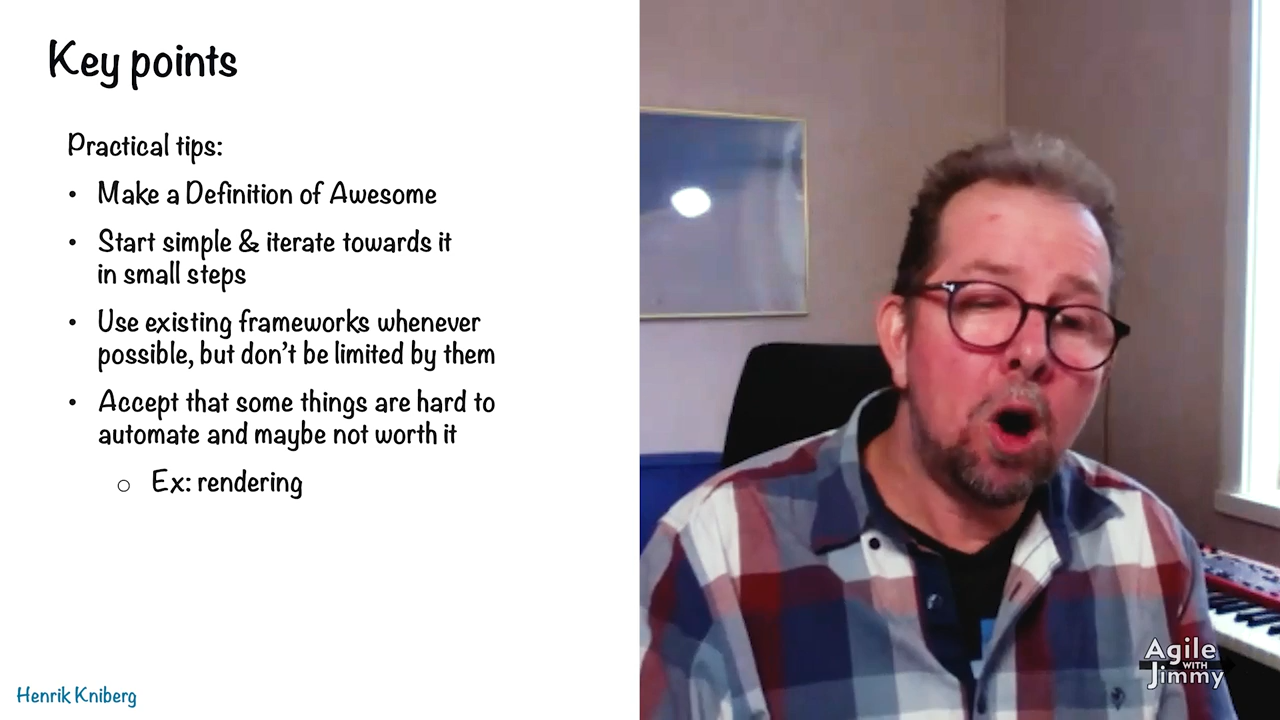 Key points
Practical tips:
• Make a Definition of Awesome
• Start simple & iterate towards it
in small steps
• Use existing frameworks whenever
possible, but don't be limited by them
• Accept that some things are hard to
automate and maybe not worth it
○ Ex: rendering
Henrik Kniberg
Agile
WITH
Jimmy